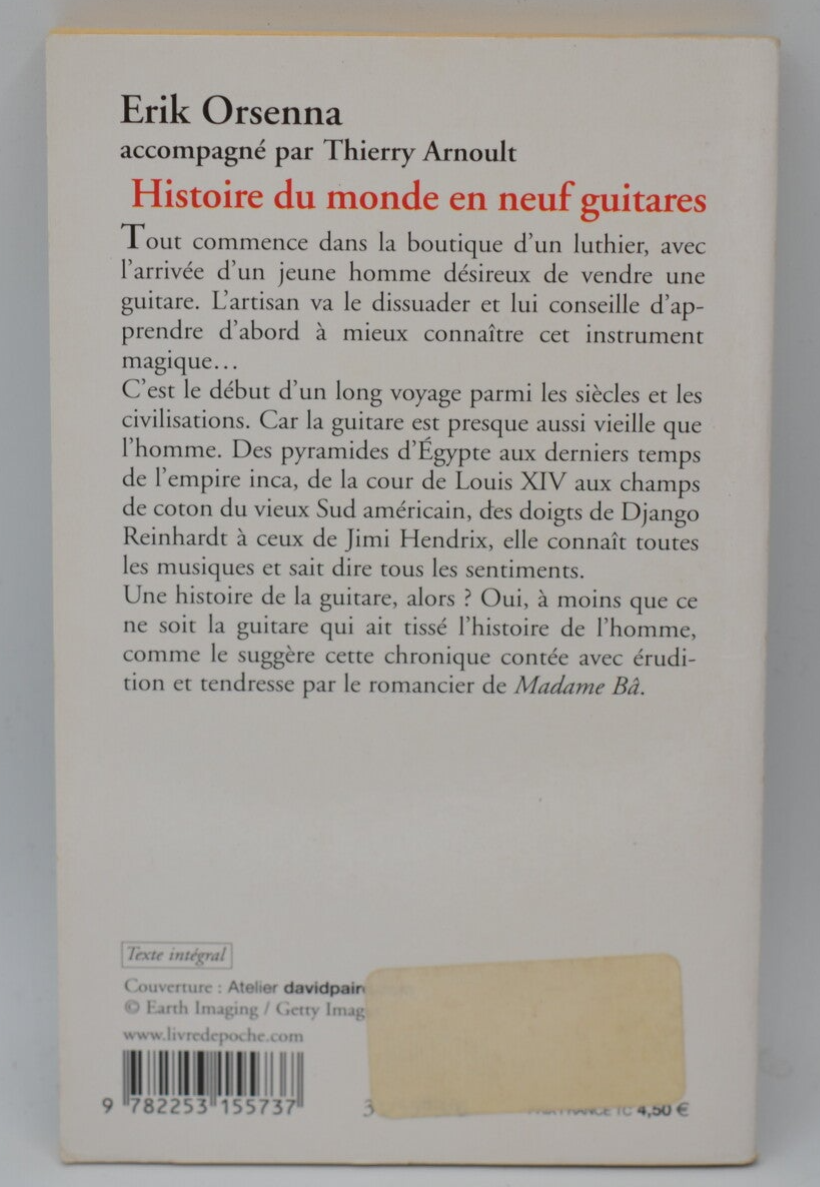 Erik Orsenna
accompagné par Thierry Arnoult
Histoire du monde en neuf guitares
Tout commence dans la boutique d'un luthier, avec
l'arrivée d'un jeune homme désireux de vendre une
guitare. L'artisan va le dissuader et lui conseille d'ap-
prendre d'abord à mieux connaître cet instrument
magique...
C'est le début d'un long voyage parmi les siècles et les
civilisations. Car la guitare est presque aussi vieille que
l'homme. Des pyramides d'Égypte aux derniers temps
de l'empire inca, de la cour de Louis XIV aux champs
de coton du vieux Sud américain, des doigts de Django
Reinhardt à ceux de Jimi Hendrix, elle connaît toutes
les musiques et sait dire tous les sentiments.
Une histoire de la guitare, alors ? Oui, à moins que ce
ne soit la guitare qui ait tissé l'histoire de l'homme,
comme le suggère cette chronique contée avec érudi-
tion et tendresse par le romancier de Madame Bâ.
Texte intégral
Couverture : Atelier
© Earth Imaging / Getty
www.livredepoche.com
9 782253 155737
4,50 €